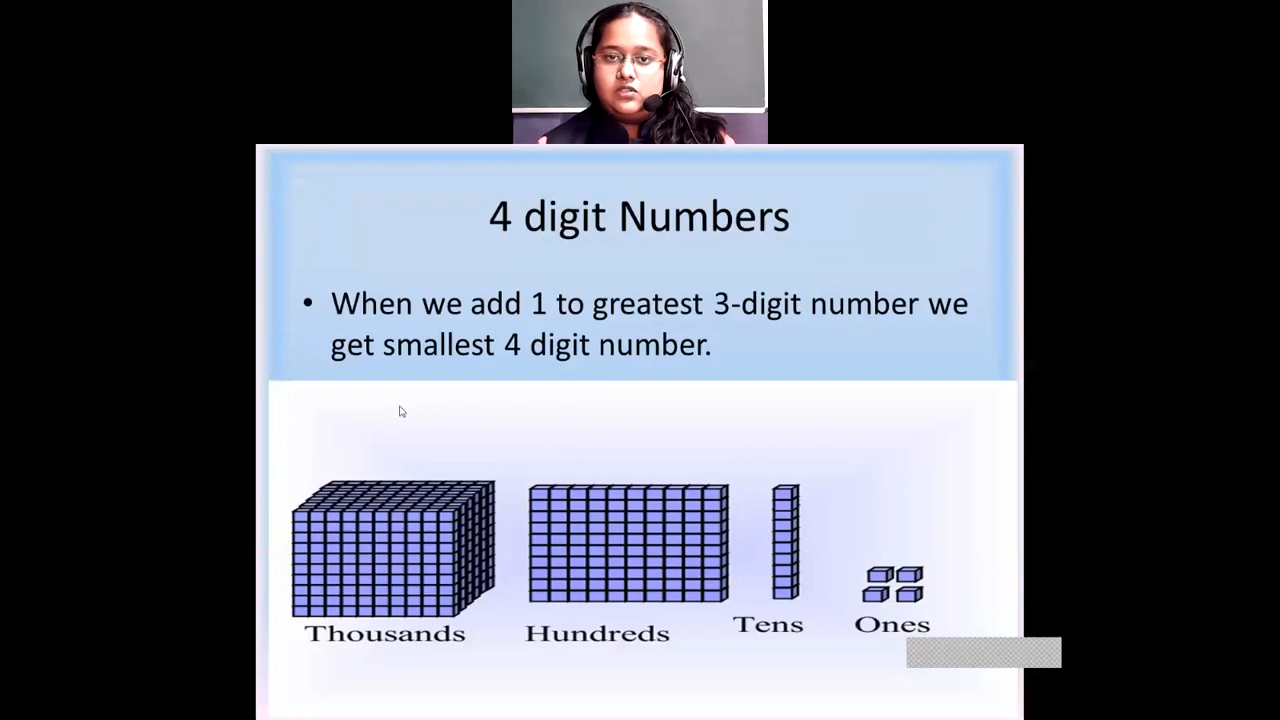 4 digit Numbers
• When we add 1 to greatest 3-digit number we
get smallest 4 digit number.
Thousands Hundreds Tens Ones